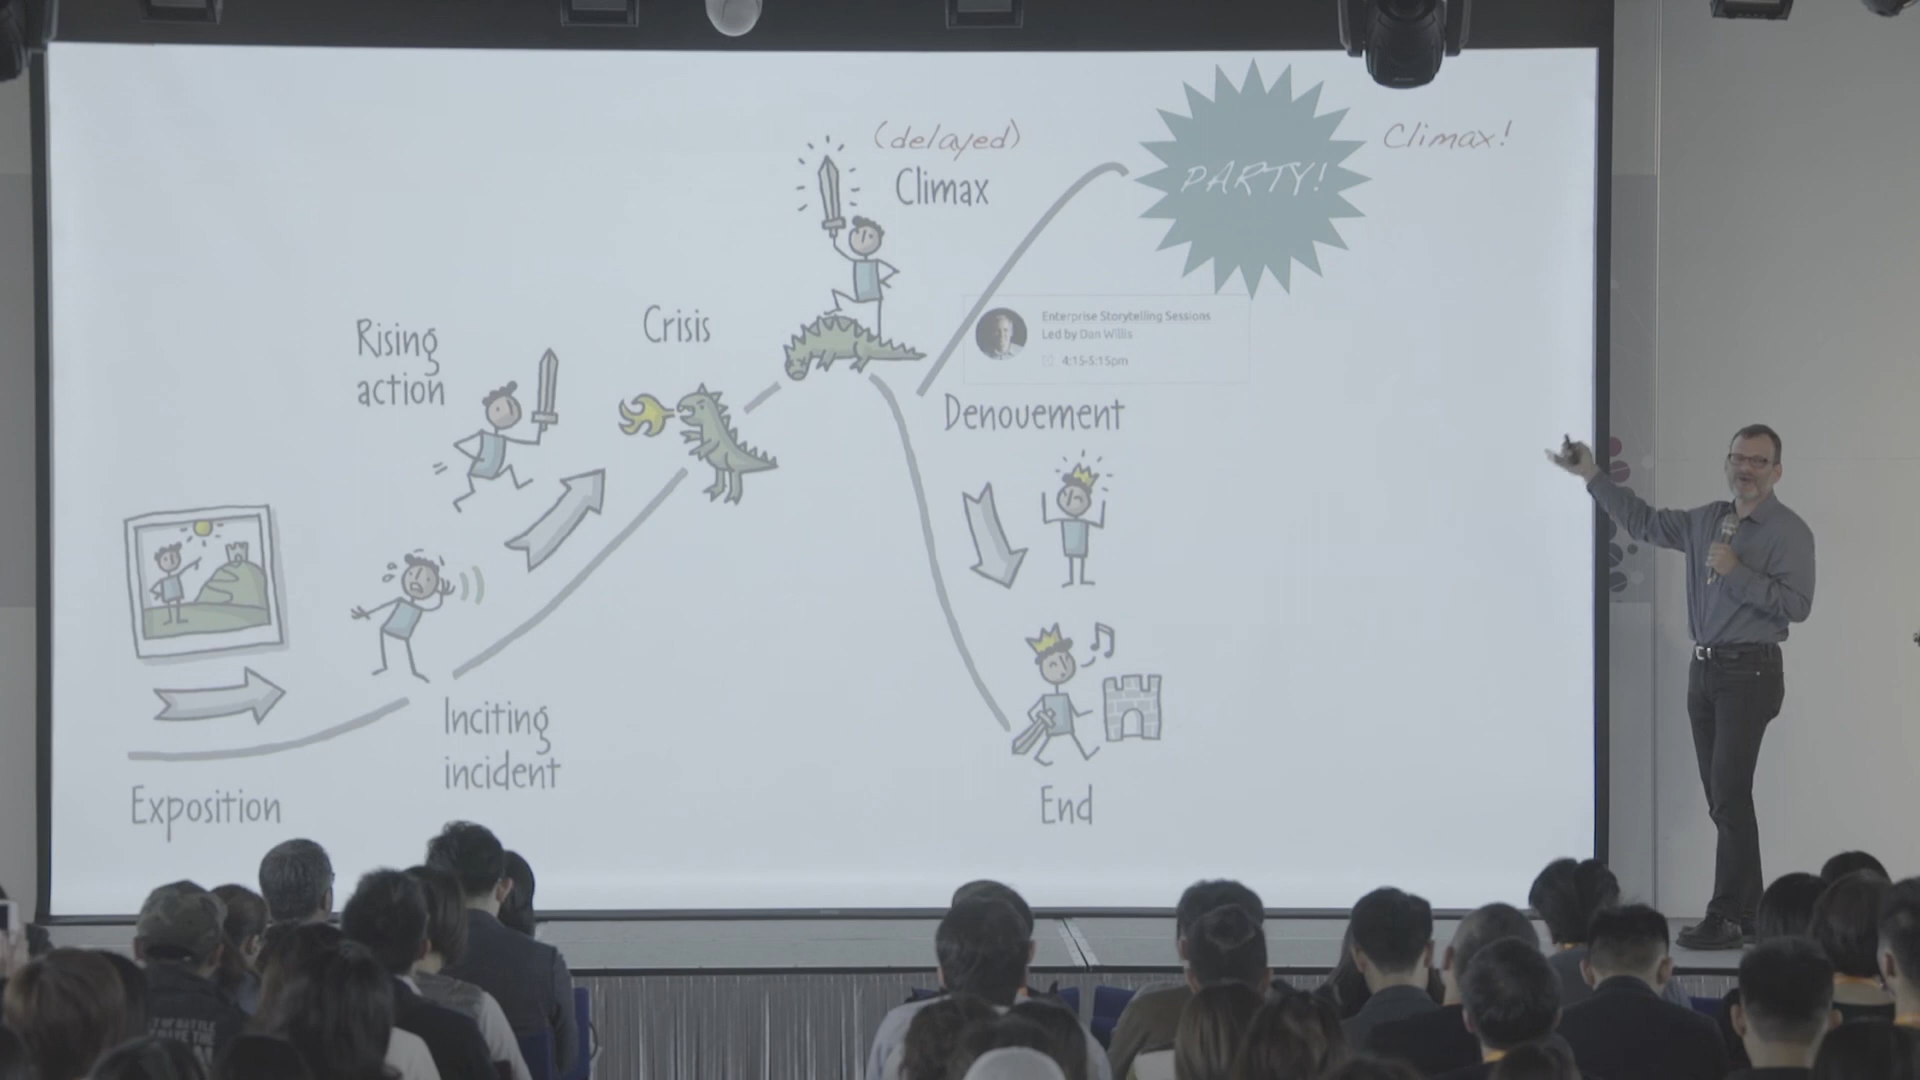 (delayed)
Climax
PARTY!
Climax!
Rising
action
Crisis
Enterprise Storytelling Sessions
Led by Dan Willis
4:15-5:15pm
Denouement
Inciting
incident
Exposition
End